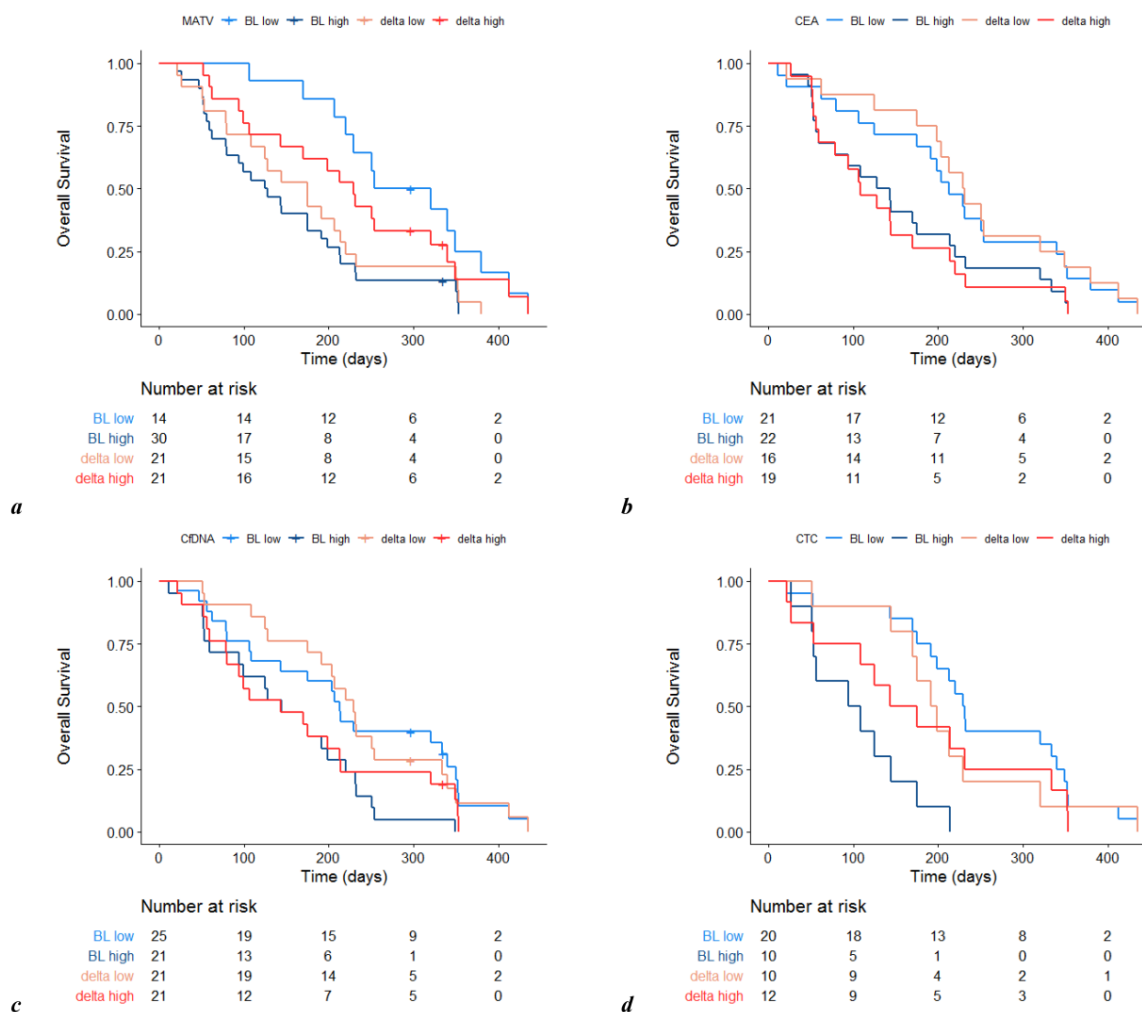 MATV BL low BL high delta low delta high
1.00
0.75
0.50
0.25
0.00
Overall Survival
0 100 200 300 400
Time (days)
Number at risk
BL low 14 14 12 6 2
BL high 30 17 8 4 0
delta low 21 15 8 4 0
delta high 21 16 12 6 2
a
CEA BL low BL high delta low delta high
1.00
0.75
0.50
0.25
0.00
Overall Survival
0 100 200 300 400
Time (days)
Number at risk
BL low 21 17 12 6 2
BL high 22 13 7 4 0
delta low 16 14 11 5 2
delta high 19 11 5 2 0
b
CfDNA BL low BL high delta low delta high
1.00
0.75
0.50
0.25
0.00
Overall Survival
0 100 200 300 400
Time (days)
Number at risk
BL low 25 19 15 9 2
BL high 21 13 6 1 0
delta low 21 19 14 5 2
delta high 21 12 7 5 0
c
CTC BL low BL high delta low delta high
1.00
0.75
0.50
0.25
0.00
Overall Survival
0 100 200 300 400
Time (days)
Number at risk
BL low 20 18 13 8 2
BL high 10 5 1 0 0
delta low 10 9 4 2 1
delta high 12 9 5 3 0
d